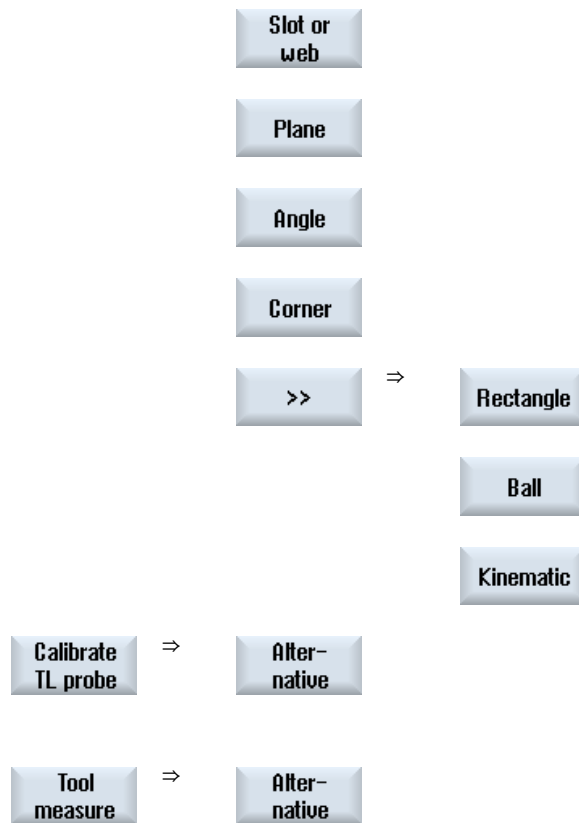 Slot or
web
Plane
Angle
Corner
>> ⇒ Rectangle
Ball
Kinematic
Calibrate
TL probe
⇒
Alter-
native
Tool
measure
⇒
Alter-
native